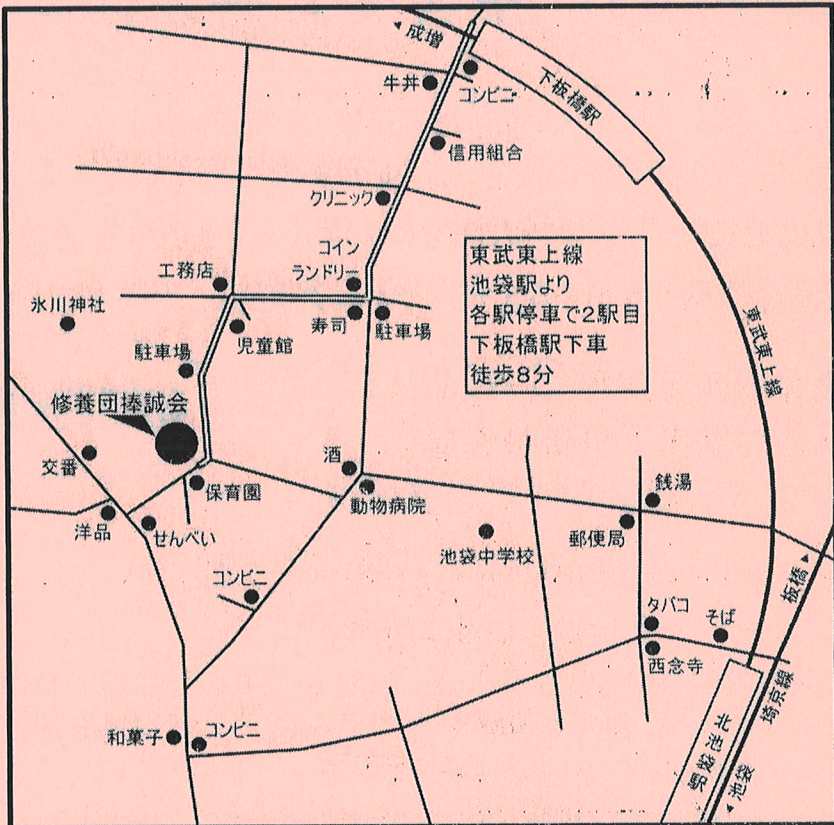 ◀成増
下板橋駅
牛丼
コンビニ
信用組合
クリニック
コイン
ランドリー
工務店
氷川神社
寿司
駐車場
児童館
駐車場
東武東上線
池袋駅より
各駅停車で2駅目
下板橋駅下車
徒歩8分
東武東上線
修養団捧誠会
交番
酒
保育園
動物病院
銭湯
洋品
せんべい
池袋中学校
郵便局
コンビニ
板橋▶
タバコ
そば
西念寺
埼京線
和菓子
コンビニ
北池袋駅
◀池袋